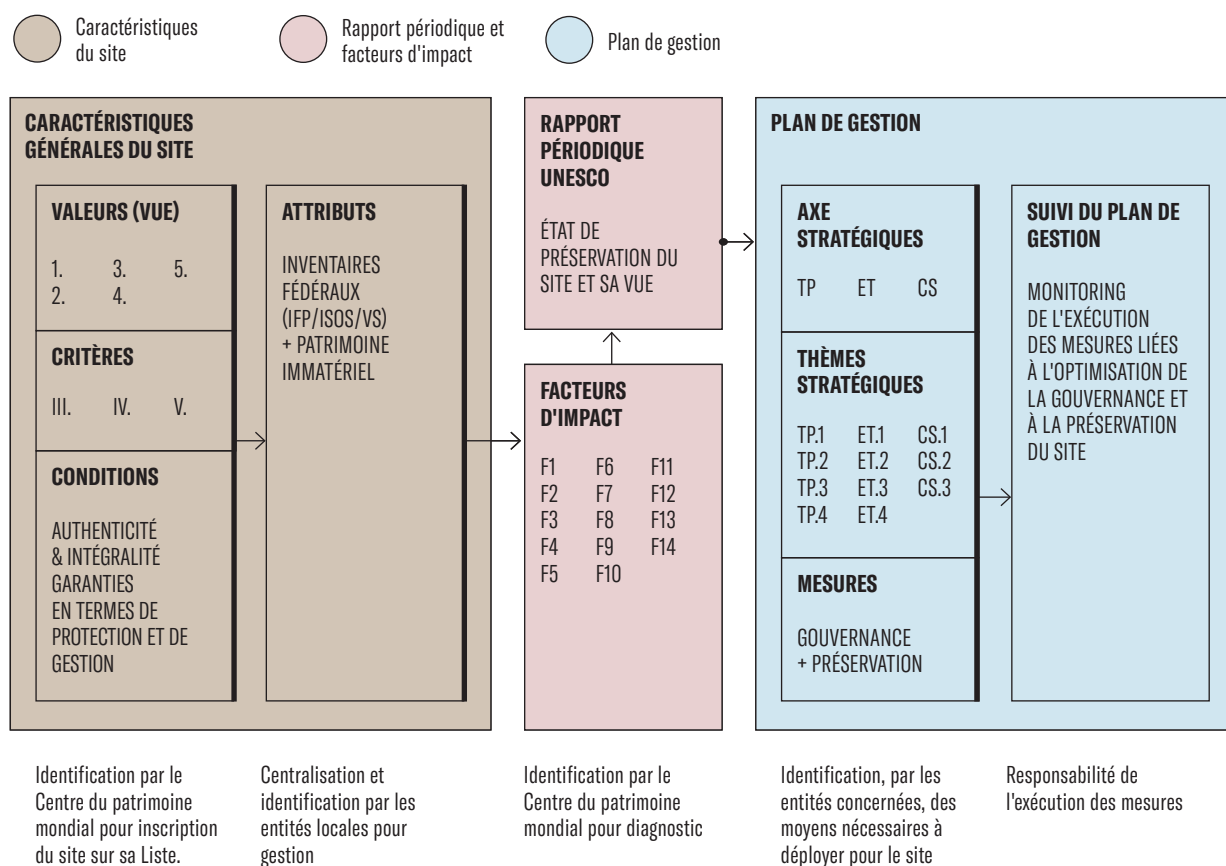 Caractéristiques
du site
Rapport périodique et
facteurs d'impact
Plan de gestion
CARACTÉRISTIQUES
GÉNÉRALES DU SITE
VALEURS (VUE)
1. 3. 5.
2. 4.
CRITÈRES
III. IV. V.
CONDITIONS
AUTHENTICITÉ
& INTÉGRALITÉ
GARANTIES
EN TERMES DE
PROTECTION ET DE
GESTION
ATTRIBUTS
INVENTAIRES
FÉDÉRAUX
(IFP/ISOS/VS)
+ PATRIMOINE
IMMATÉRIEL
RAPPORT
PÉRIODIQUE
UNESCO
ÉTAT DE
PRÉSERVATION DU
SITE ET SA VUE
FACTEURS
D'IMPACT
F1 F6 F11
F2 F7 F12
F3 F8 F13
F4 F9 F14
F5 F10
PLAN DE GESTION
AXE
STRATÉGIQUES
TP ET CS
THÈMES
STRATÉGIQUES
TP.1 ET.1 CS.1
TP.2 ET.2 CS.2
TP.3 ET.3 CS.3
TP.4 ET.4
MESURES
GOUVERNANCE
+ PRÉSERVATION
SUIVI DU PLAN DE
GESTION
MONITORING
DE L'EXÉCUTION
DES MESURES LIÉES
À L'OPTIMISATION DE
LA GOUVERNANCE ET
À LA PRÉSERVATION
DU SITE
Identification par le
Centre du patrimoine
mondial pour inscription
du site sur sa Liste.
Centralisation et
identification par les
entités locales pour
gestion
Identification par le
Centre du patrimoine
mondial pour diagnostic
Identification, par les
entités concernées, des
moyens nécessaires à
déployer pour le site
Responsabilité de
l'exécution des mesures